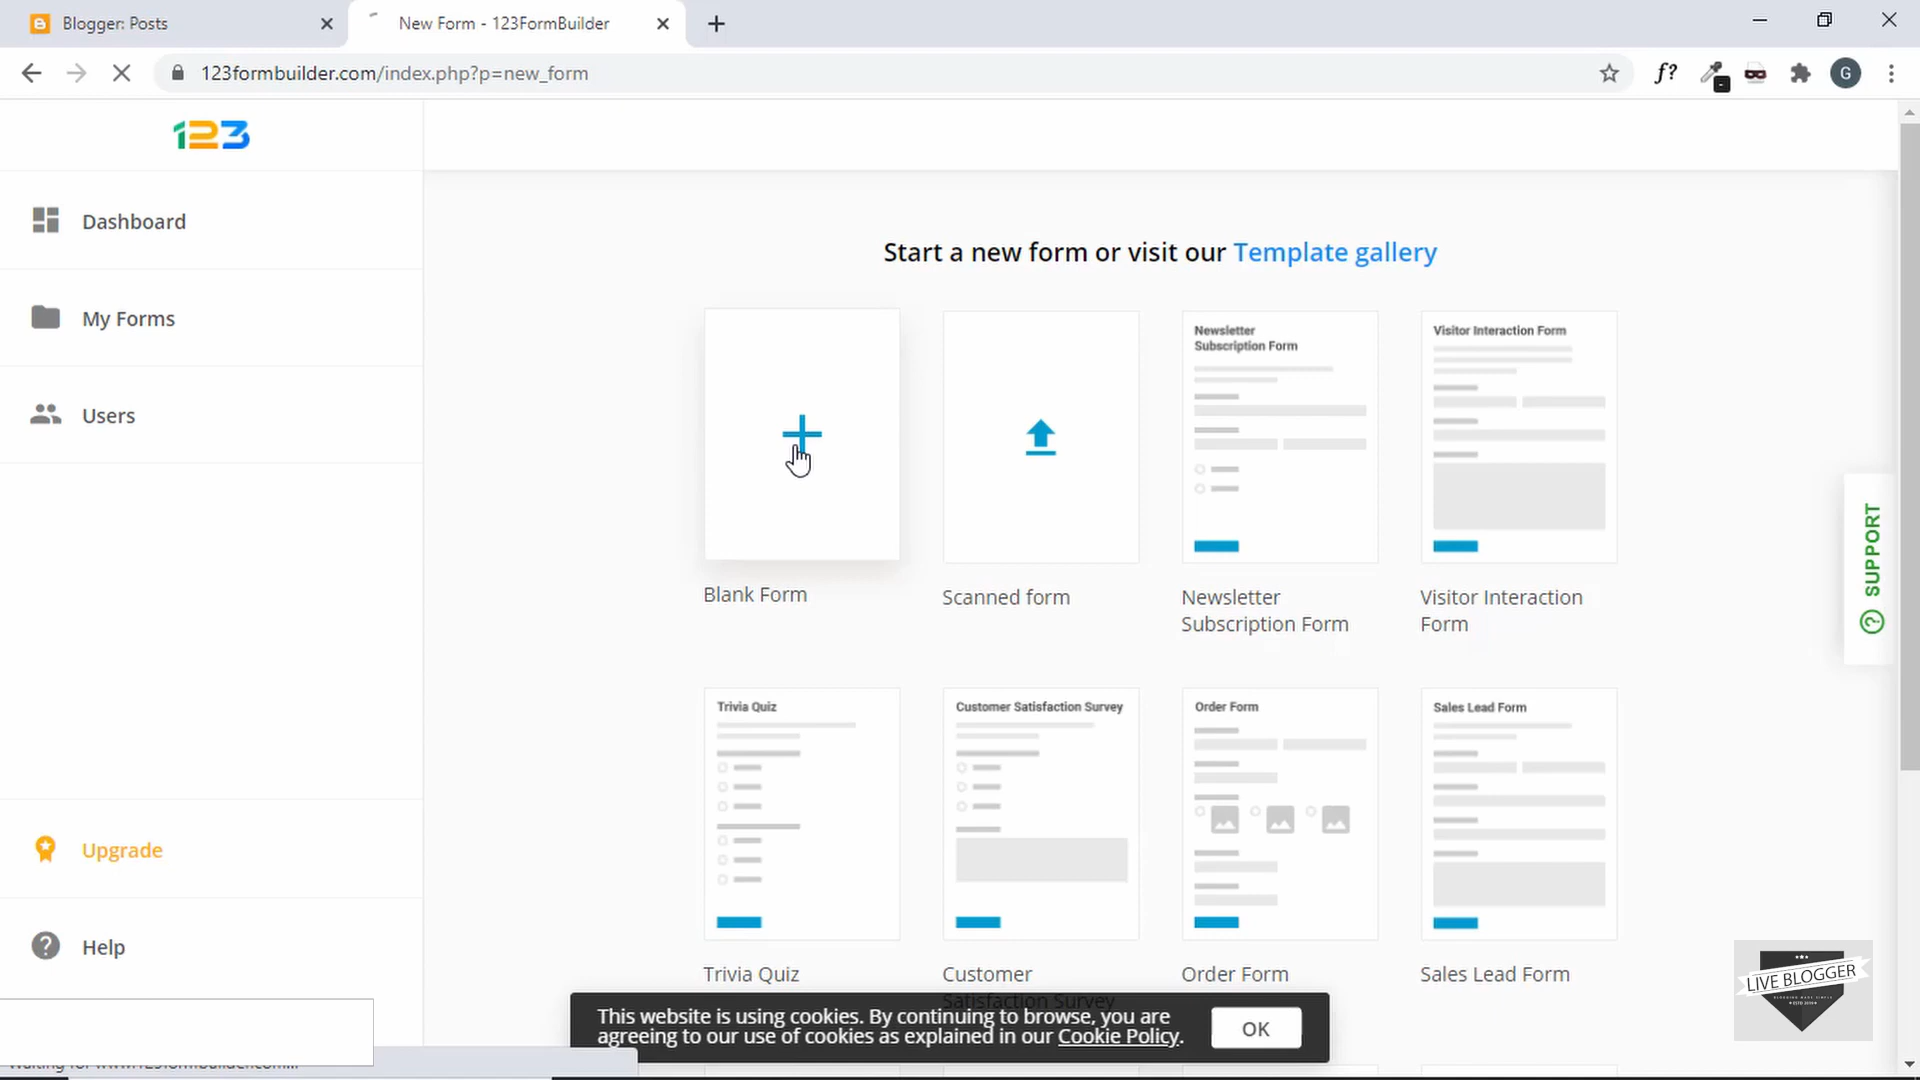 Blogger: Posts
New Form - 123FormBuilder
123formbuilder.com/index.php?p=new_form
f?
G
123
Dashboard
My Forms
Users
Upgrade
Help
Start a new form or visit our Template gallery
Blank Form
Scanned form
Newsletter
Subscription Form
Newsletter
Subscription Form
Visitor Interaction Form
Visitor Interaction
Form
Trivia Quiz
Trivia Quiz
Customer Satisfaction Survey
Customer
Satisfaction Survey
Order Form
Order Form
Sales Lead Form
Sales Lead Form
SUPPORT
This website is using cookies. By continuing to browse, you are
agreeing to our use of cookies as explained in our Cookie Policy.
OK
LIVE BLOGGER